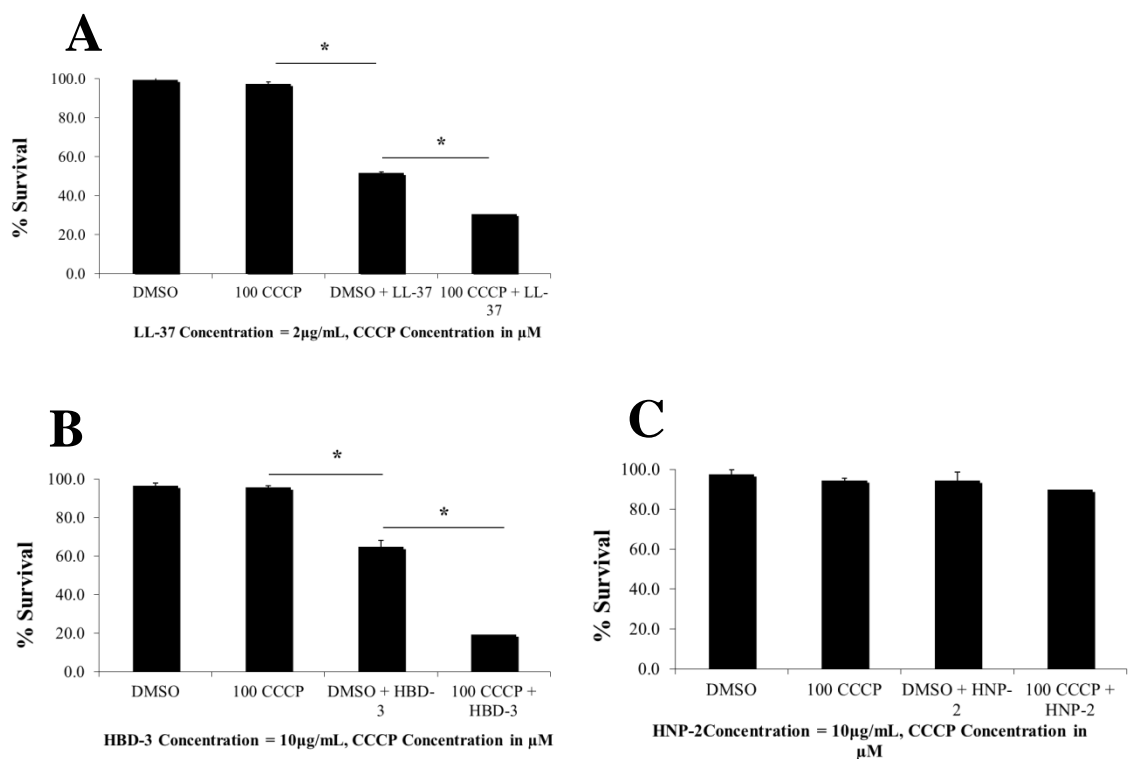 A
*
*
% Survival
100.0
80.0
60.0
40.0
20.0
0.0
DMSO
100 CCCP
DMSO + LL-37
100 CCCP + LL-
37
LL-37 Concentration = 2µg/mL, CCCP Concentration in µM
B
*
*
% Survival
100.0
80.0
60.0
40.0
20.0
0.0
DMSO
100 CCCP
DMSO + HBD-
3
100 CCCP +
HBD-3
HBD-3 Concentration = 10µg/mL, CCCP Concentration in µM
C
% Survival
100.0
80.0
60.0
40.0
20.0
0.0
DMSO
100 CCCP
DMSO + HNP-
2
100 CCCP +
HNP-2
HNP-2Concentration = 10µg/mL, CCCP Concentration in
µM